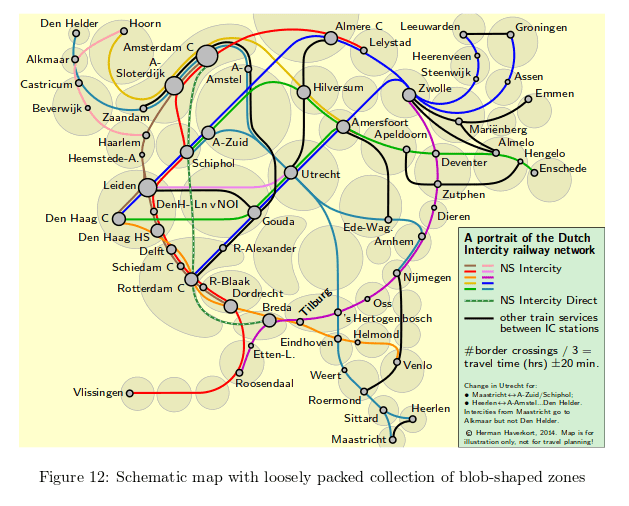 Den Helder
Hoorn
Almere C
Leeuwarden
Groningen
Amsterdam C
A-
Sloterdijk
A-
Amstel
Lelystad
Heerenveen
Alkmaar
Steenwijk
Assen
Castricum
Hilversum
Zwolle
Emmen
Beverwijk
Zaandam
Amersfoort
Mariënberg
Apeldoorn
Haarlem
A-Zuid
Almelo
Heemstede-A.
Schiphol
Deventer
Hengelo
Enschede
Utrecht
Leiden
Zutphen
DenH- LnvNOI
Den Haag C
Gouda
Dieren
Ede-Wag.
Den Haag HS
Arnhem
Delft
R-Alexander
Schiedam C
Nijmegen
R-Blaak
Rotterdam C
Dordrecht
Breda
Tilburg
Oss
's Hertogenbosch
Helmond
Eindhoven
Etten-L.
Venlo
Weert
Roosendaal
Vlissingen
Roermond
Sittard
Heerlen
Maastricht
A portrait of the Dutch
Intercity railway network
NS Intercity
NS Intercity Direct
other train services
between IC stations
#border crossings / 3 =
travel time (hrs) ±20 min.
Change in Utrecht for:
• Maastricht↔A-Zuid/Schiphol;
• Heerlen↔A-Amstel...Den Helder.
Intercities from Maastricht go to
Alkmaar but not Den Helder.
© Herman Haverkort, 2014. Map is for
illustration only, not for travel planning!
Figure 12: Schematic map with loosely packed collection of blob-shaped zones